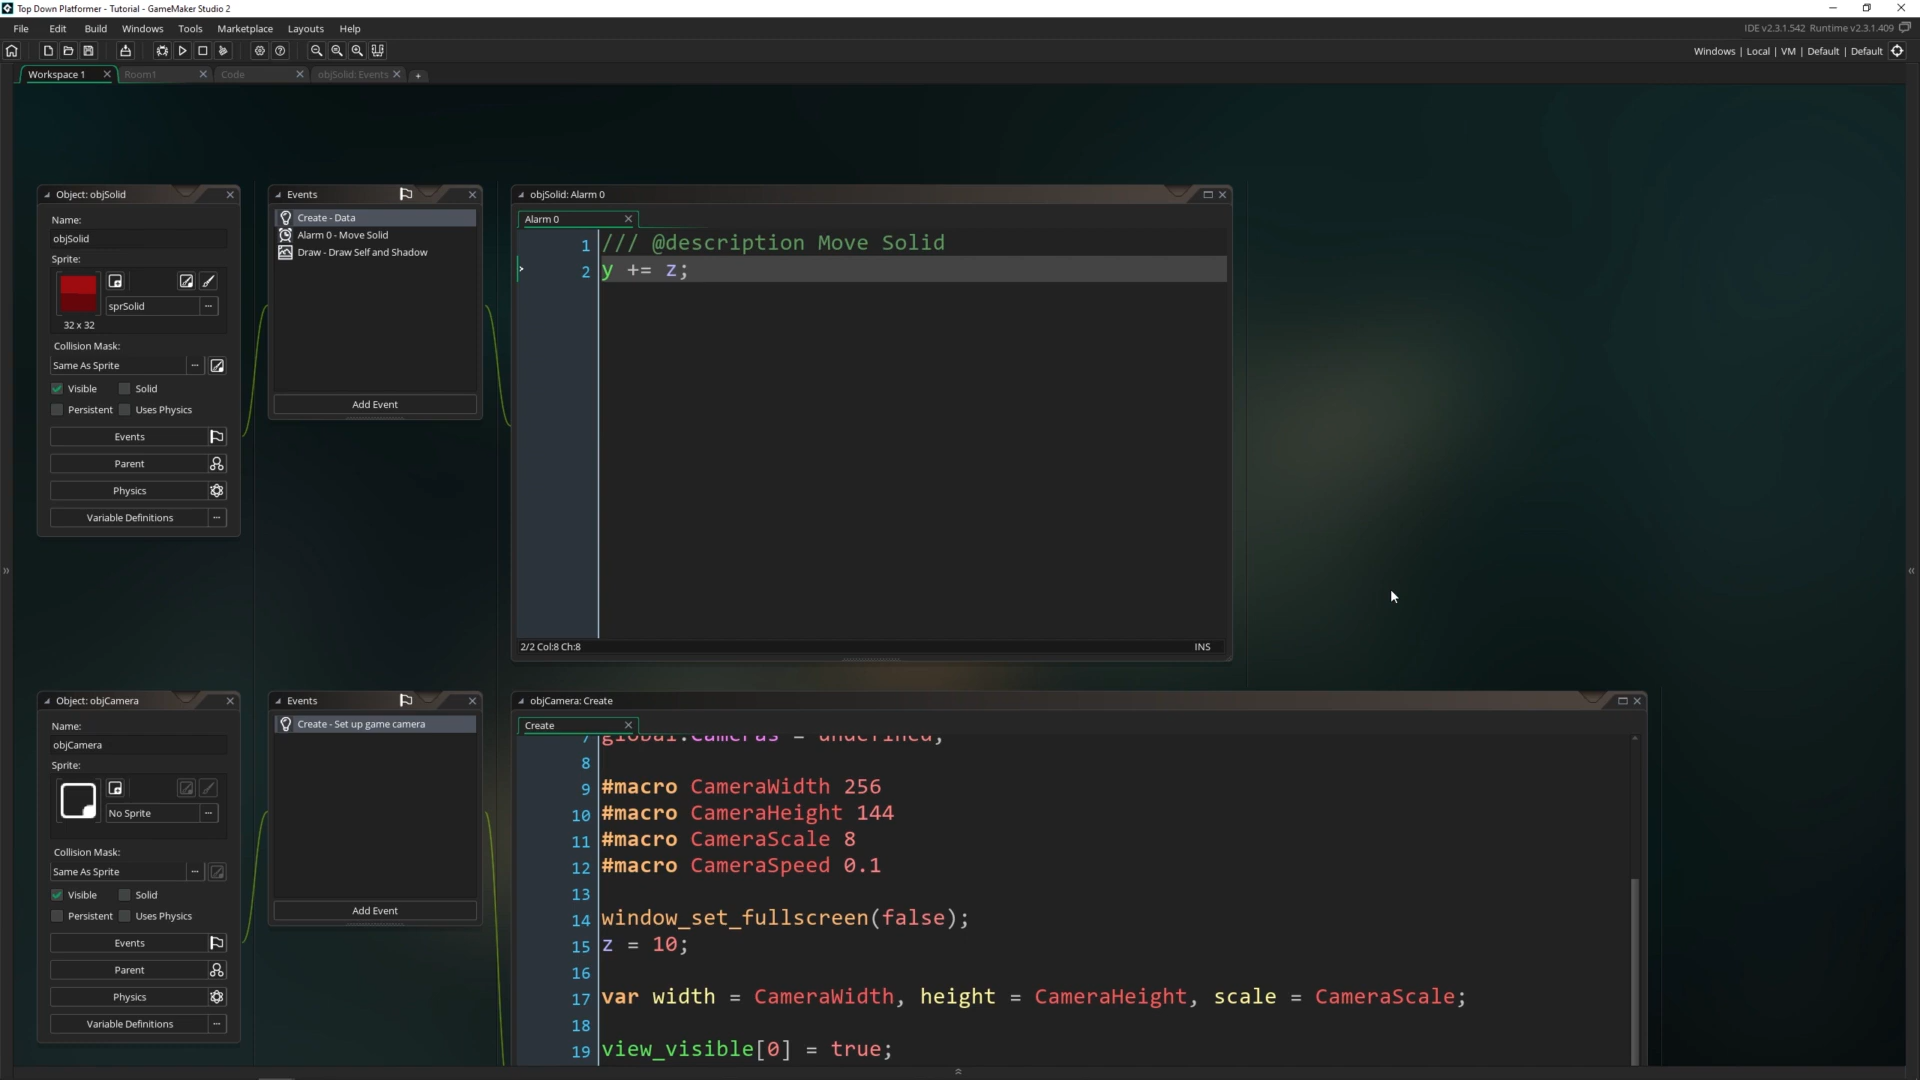 Top Down Platformer - Tutorial - GameMaker Studio 2
File Edit Build Windows Tools Marketplace Layouts Help
IDE v2.3.1.542 Runtime v2.3.1.409
Windows | Local | VM | Default | Default
Workspace 1
Room1
Code
objSolid: Events
Object: objSolid
Name:
objSolid
Sprite:
sprSolid
32 x 32
Collision Mask:
Same As Sprite
Visible
Solid
Persistent
Uses Physics
Events
Parent
Physics
Variable Definitions
Events
Create - Data
Alarm 0 - Move Solid
Draw - Draw Self and Shadow
Add Event
objSolid: Alarm 0
Alarm 0
1 /// @description Move Solid
2 y += z;
2/2 Col:8 Ch:8
INS
Object: objCamera
Name:
objCamera
Sprite:
No Sprite
Collision Mask:
Same As Sprite
Visible
Solid
Persistent
Uses Physics
Events
Parent
Physics
Variable Definitions
Events
Create - Set up game camera
Add Event
objCamera: Create
Create
7 global.Cameras = undefined;
8
9 #macro CameraWidth 256
10 #macro CameraHeight 144
11 #macro CameraScale 8
12 #macro CameraSpeed 0.1
13
14 window_set_fullscreen(false);
15 z = 10;
16
17 var width = CameraWidth, height = CameraHeight, scale = CameraScale;
18
19 view_visible[0] = true;